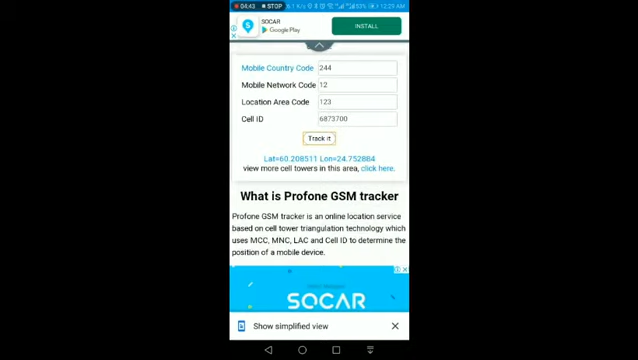 04:43 STOP 12:29 AM
SOCAR
Google Play
INSTALL
Mobile Country Code 244
Mobile Network Code 12
Location Area Code 123
Cell ID 6873700
Track it
Lat=60.208511 Lon=24.752884
view more cell towers in this area, click here.
What is Profone GSM tracker
Profone GSM tracker is an online location service
based on cell tower triangulation technology which
uses MCC, MNC, LAC and Cell ID to determine the
position of a mobile device.
SOCAR
Show simplified view